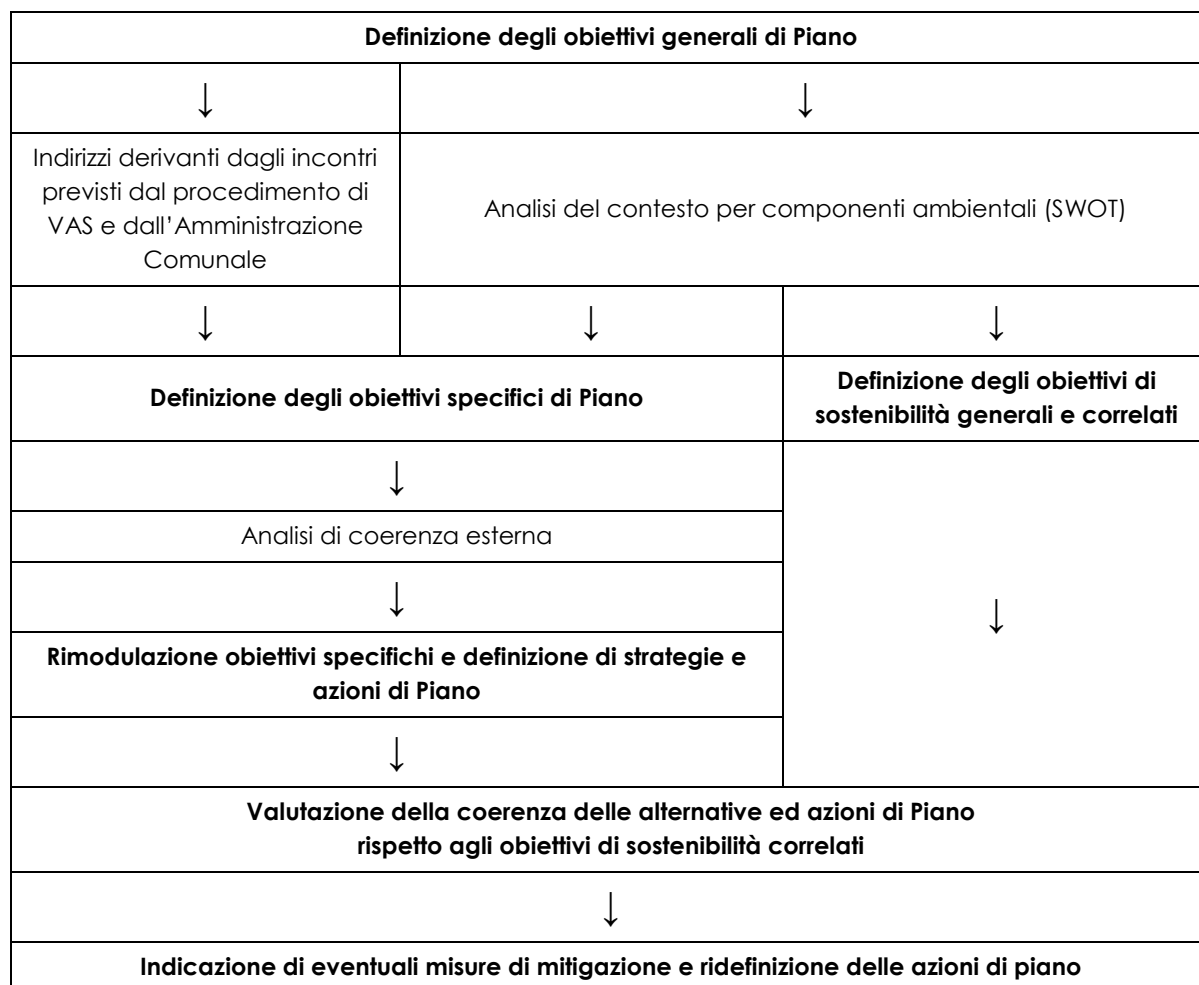 Definizione degli obiettivi generali di Piano
↓ ↓
Indirizzi derivanti dagli incontri
previsti dal procedimento di
VAS e dall'Amministrazione
Comunale
Analisi del contesto per componenti ambientali (SWOT)
↓ ↓ ↓
Definizione degli obiettivi specifici di Piano
Definizione degli obiettivi di
sostenibilità generali e correlati
↓
Analisi di coerenza esterna
↓
↓
Rimodulazione obiettivi specifichi e definizione di strategie e
azioni di Piano
↓
Valutazione della coerenza delle alternative ed azioni di Piano
rispetto agli obiettivi di sostenibilità correlati
↓
Indicazione di eventuali misure di mitigazione e ridefinizione delle azioni di piano